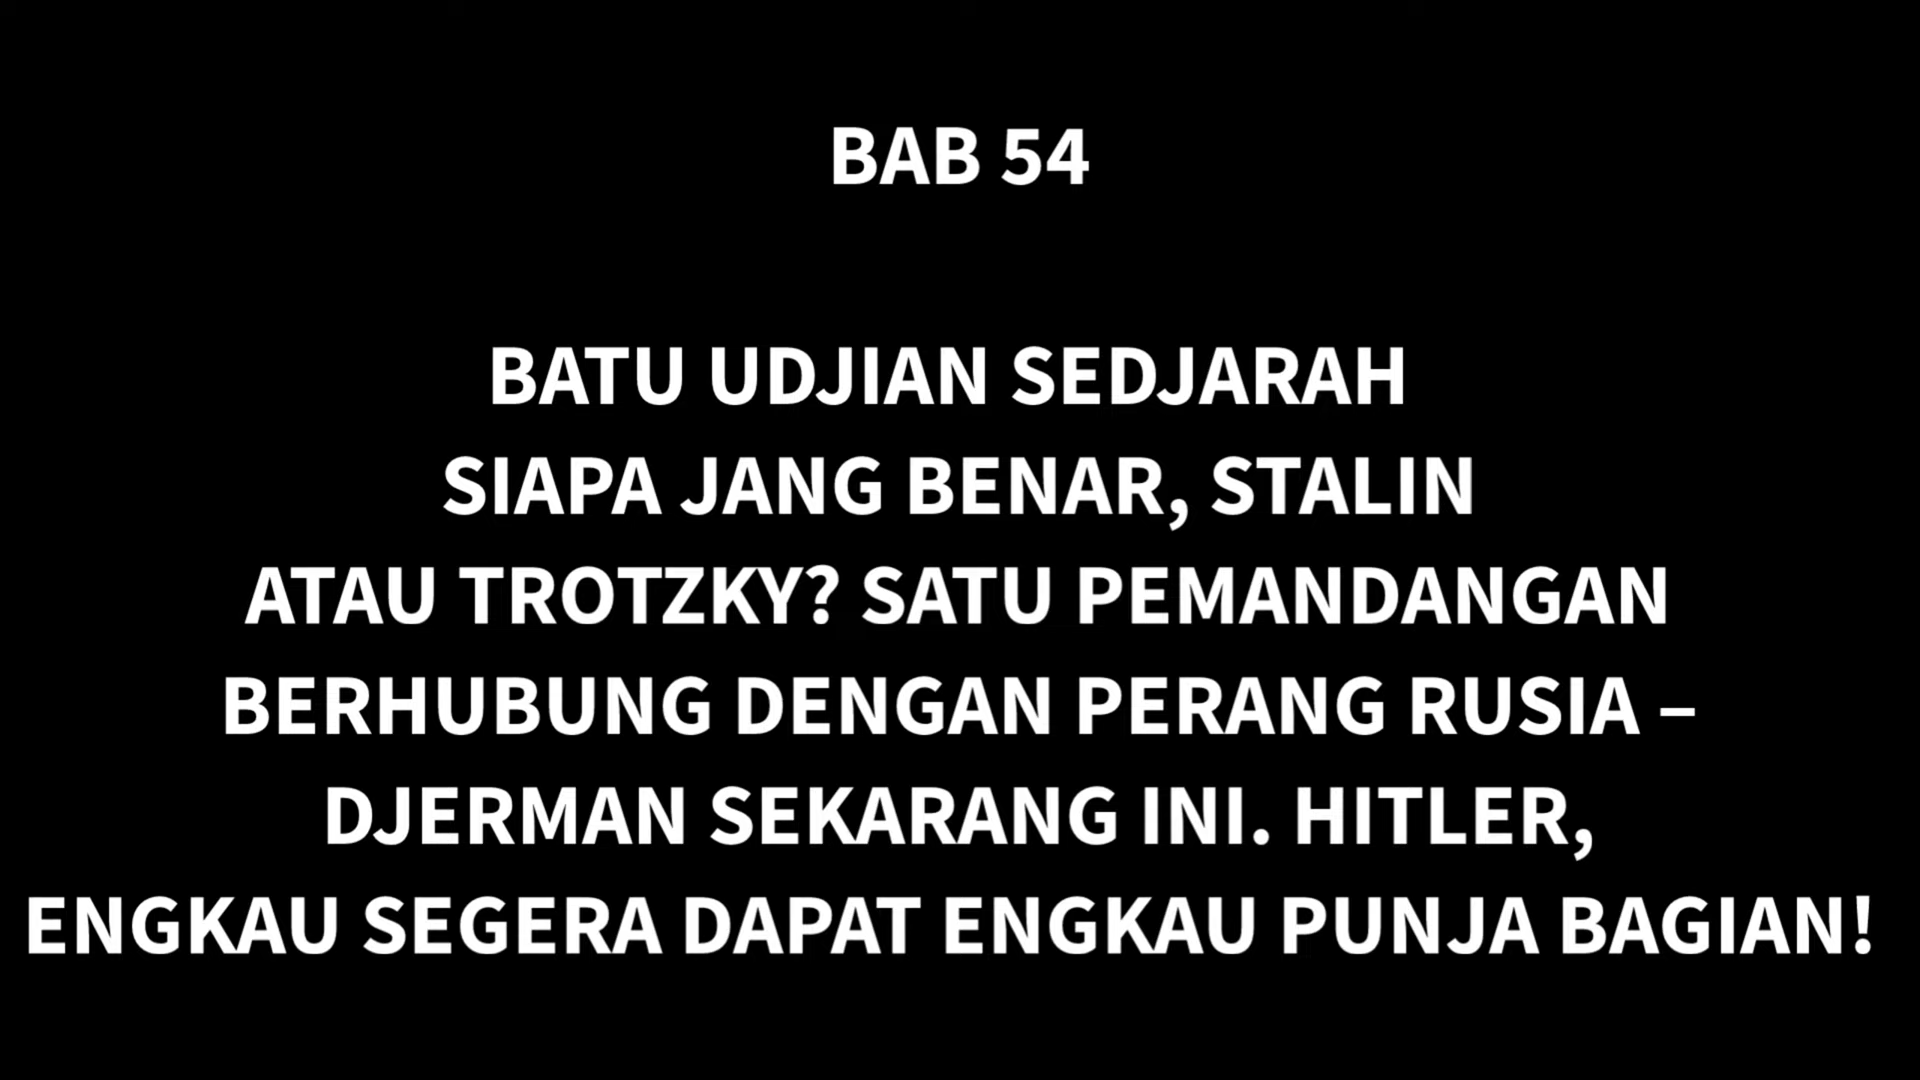 BAB 54
BATU UDJIAN SEDJARAH
SIAPA JANG BENAR, STALIN
ATAU TROTZKY? SATU PEMANDANGAN
BERHUBUNG DENGAN PERANG RUSIA –
DJERMAN SEKARANG INI. HITLER,
ENGKAU SEGERA DAPAT ENGKAU PUNJA BAGIAN!